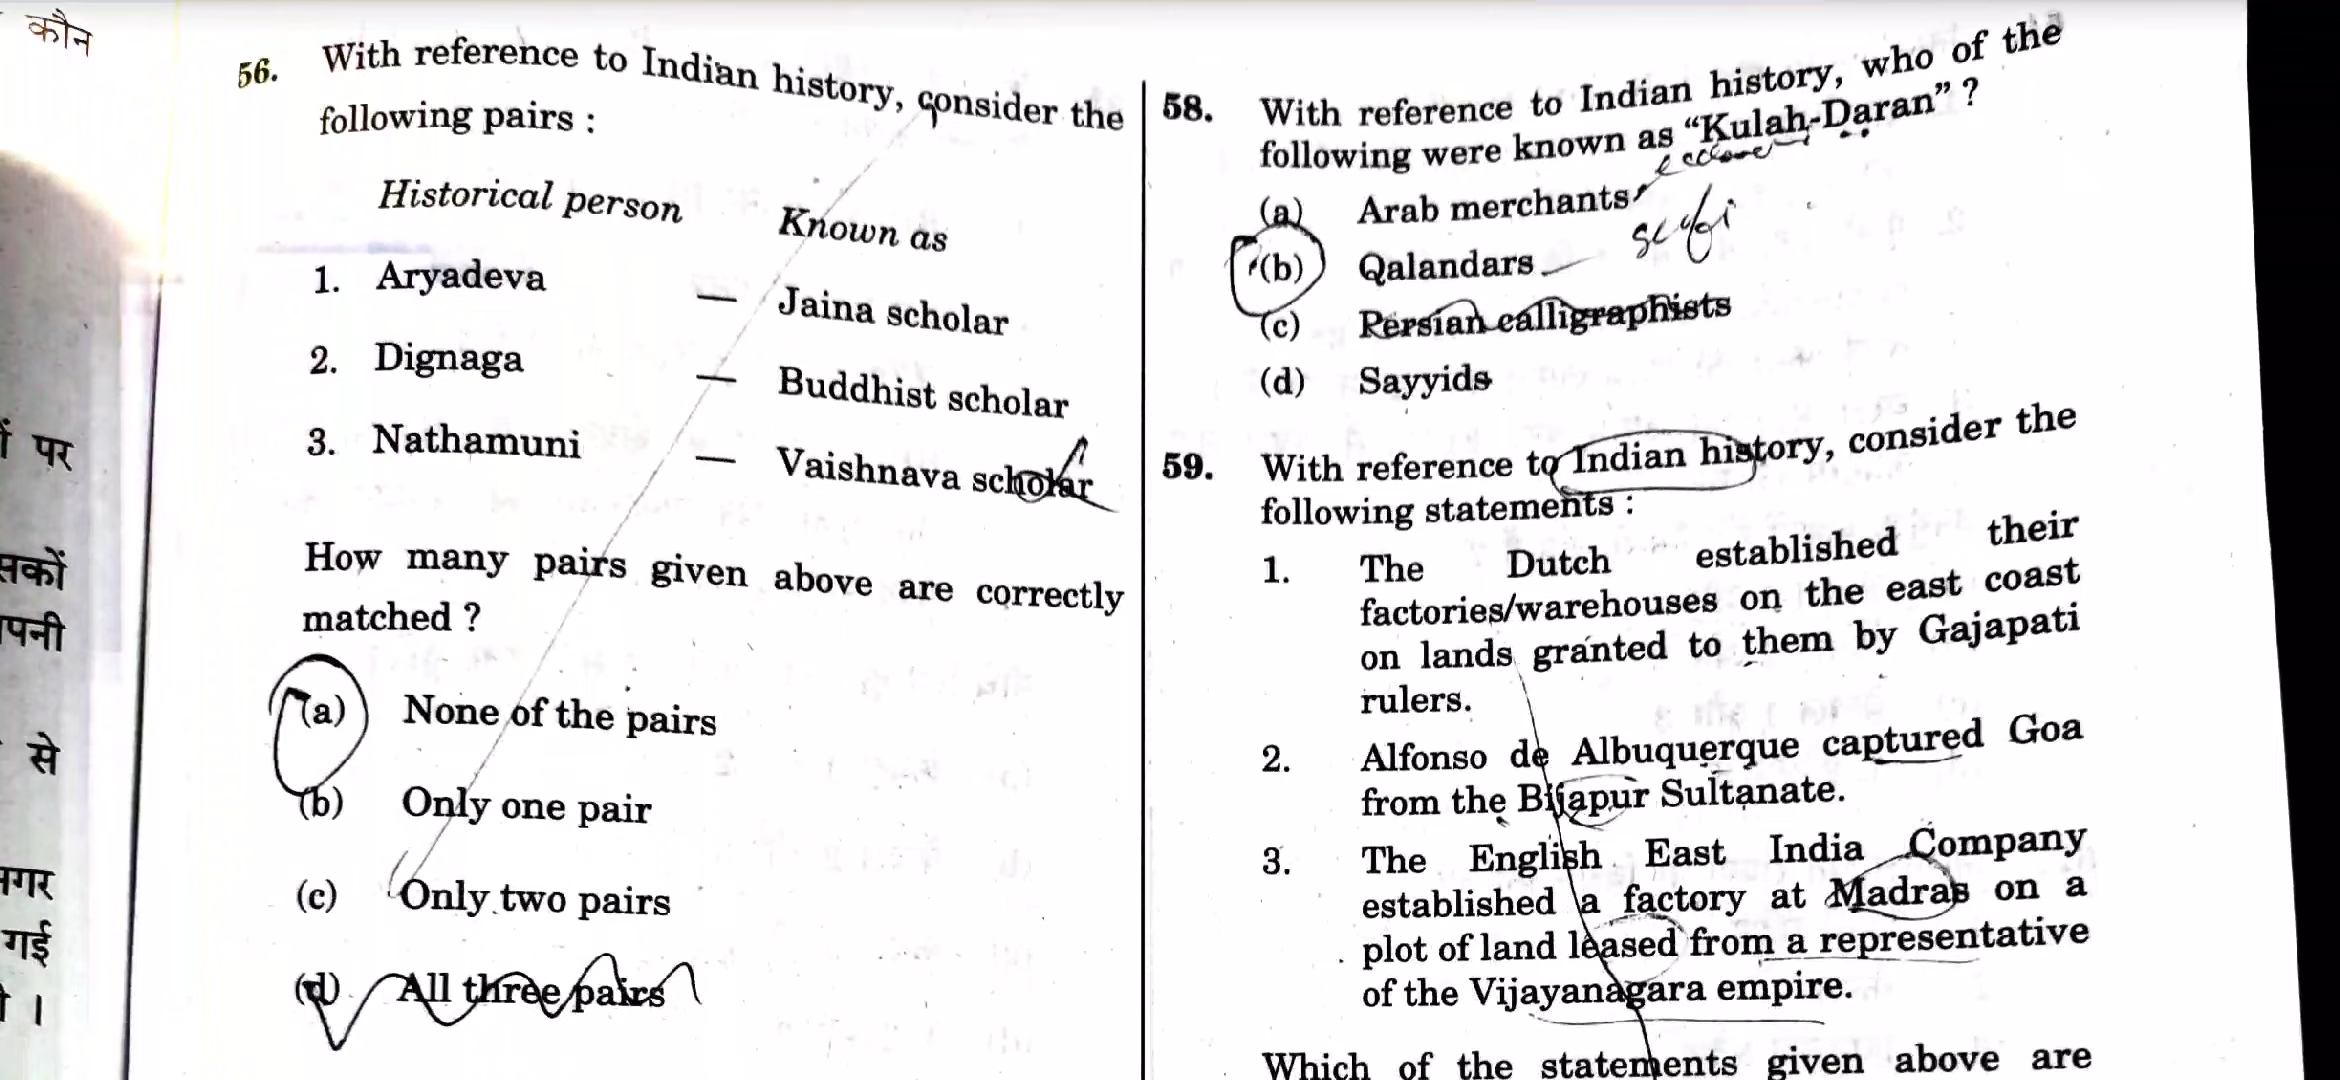 कौन
पर
से
गई
56. With reference to Indian history, consider the
following pairs :
Historical person Known as
1. Aryadeva — Jaina scholar
2. Dignaga — Buddhist scholar
3. Nathamuni — Vaishnava scholar
How many pairs given above are correctly
matched ?
(a) None of the pairs
(b) Only one pair
(c) Only two pairs
(d) All three pairs
58. With reference to Indian history, who of the
following were known as “Kulah-Daran” ?
(a) Arab merchants
sufi
(b) Qalandars
(c) Persian calligraphists
(d) Sayyids
59. With reference to Indian history, consider the
following statements :
1. The Dutch established their
factories/warehouses on the east coast
on lands granted to them by Gajapati
rulers.
2. Alfonso de Albuquerque captured Goa
from the Bijapur Sultanate.
3. The English East India Company
established a factory at Madras on a
plot of land leased from a representative
of the Vijayanagara empire.
Which of the statements given above are